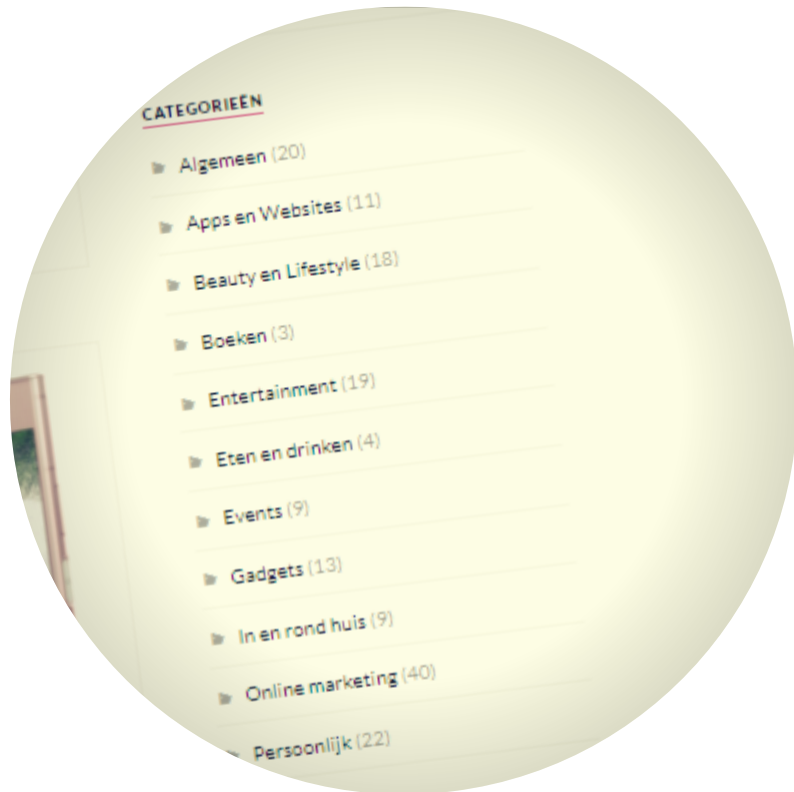 CATEGORIEËN
Algemeen (20)
Apps en Websites (11)
Beauty en Lifestyle (18)
Boeken (3)
Entertainment (19)
Eten en drinken (4)
Events (9)
Gadgets (13)
In en rond huis (9)
Online marketing (40)
Persoonlijk (22)